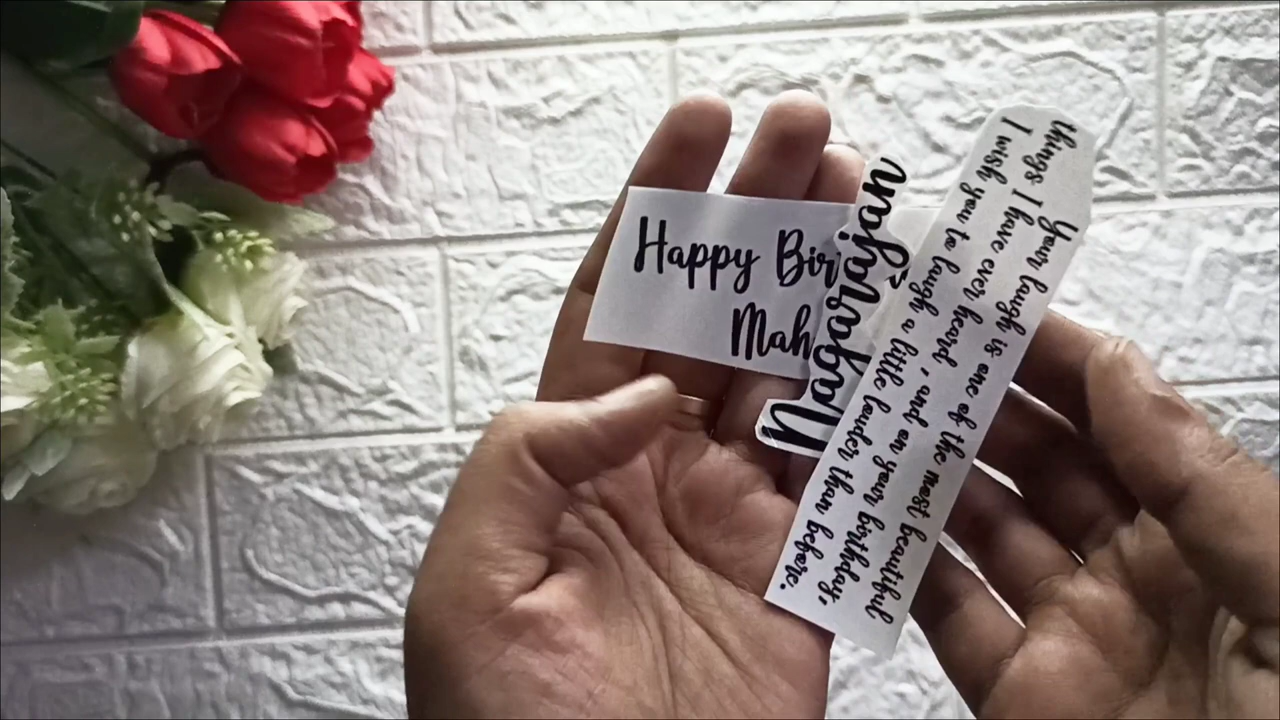 Happy Bir
Mah
Nagarajan
Your laugh is one of the most beautiful
things I have ever heard, and on your birthday,
I wish you to laugh a little louder than before.